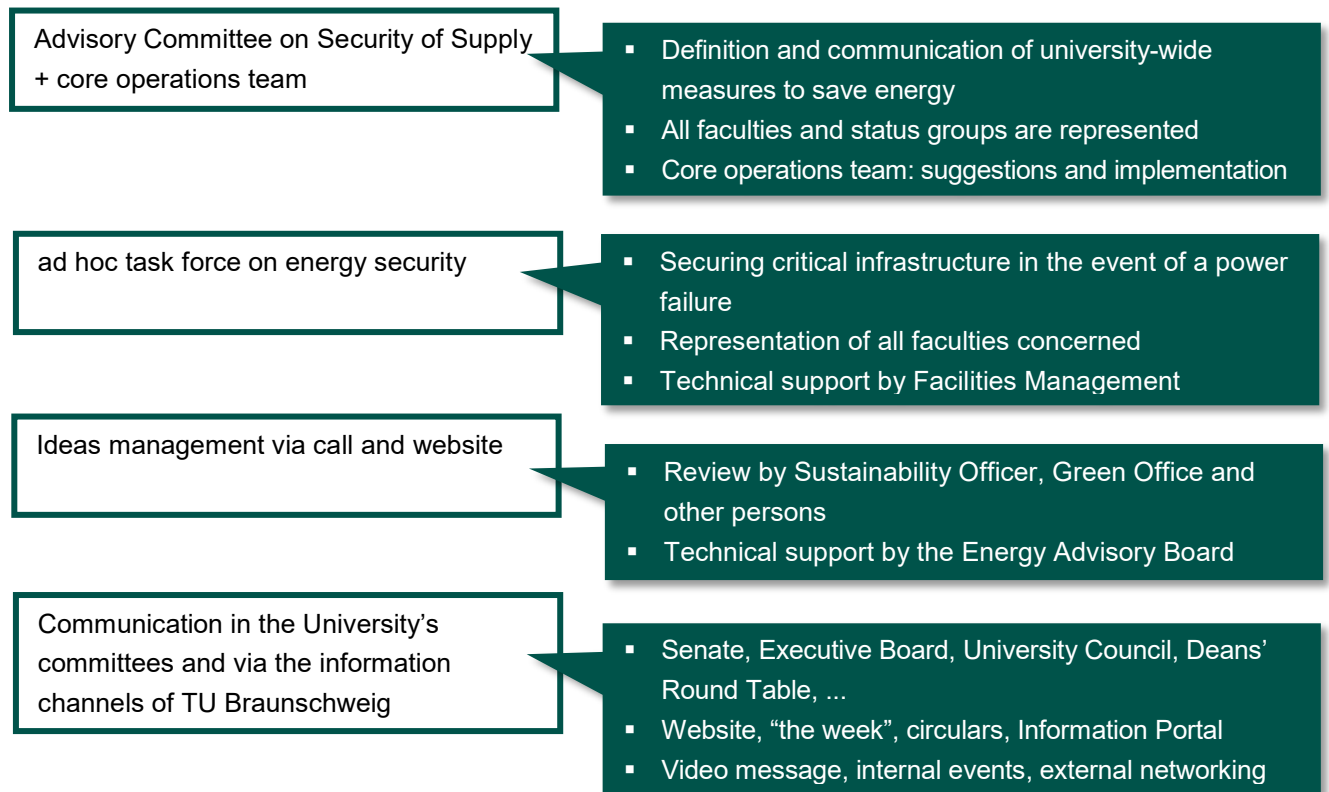 Advisory Committee on Security of Supply
+ core operations team
▪ Definition and communication of university-wide
measures to save energy
▪ All faculties and status groups are represented
▪ Core operations team: suggestions and implementation
ad hoc task force on energy security
▪ Securing critical infrastructure in the event of a power
failure
▪ Representation of all faculties concerned
▪ Technical support by Facilities Management
Ideas management via call and website
▪ Review by Sustainability Officer, Green Office and
other persons
▪ Technical support by the Energy Advisory Board
Communication in the University’s
committees and via the information
channels of TU Braunschweig
▪ Senate, Executive Board, University Council, Deans’
Round Table, ...
▪ Website, “the week”, circulars, Information Portal
▪ Video message, internal events, external networking